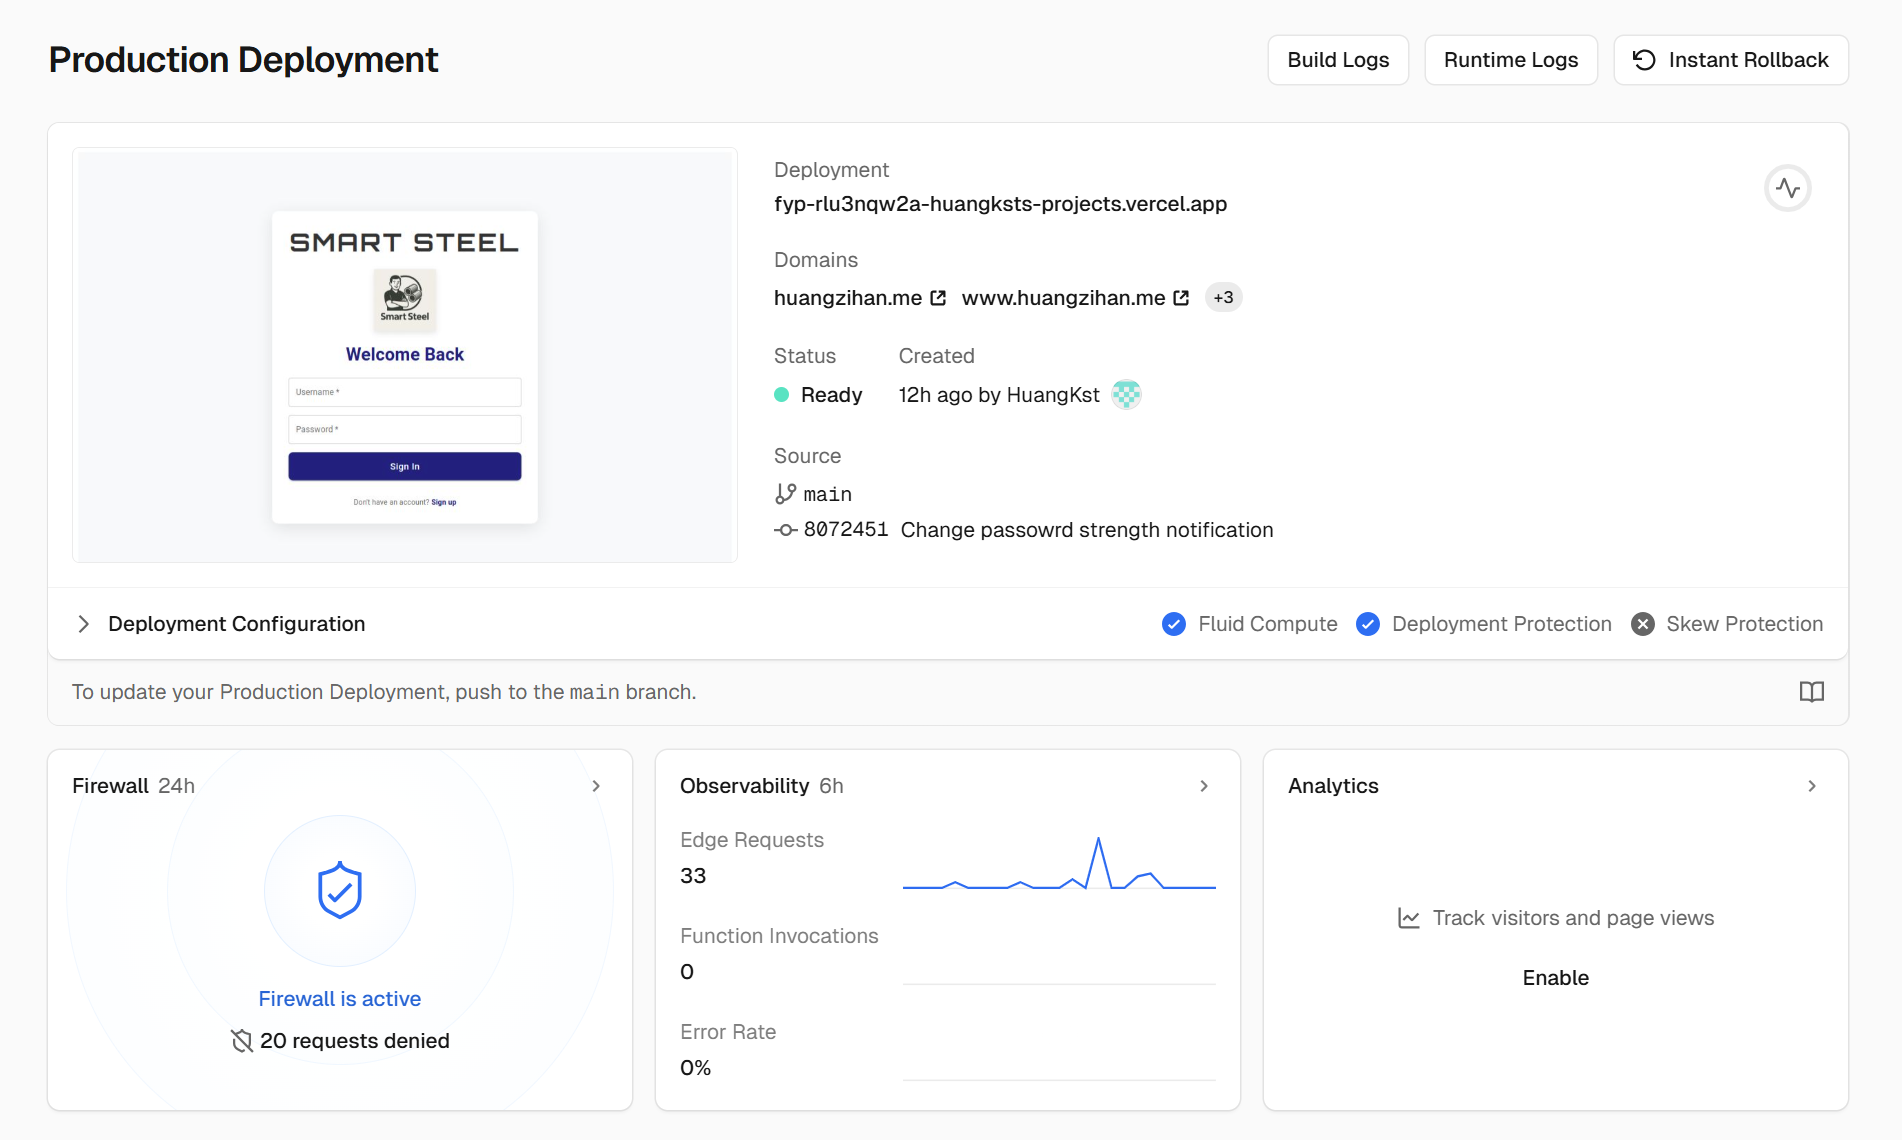 Production Deployment
Build Logs
Runtime Logs
Instant Rollback
SMART STEEL
Smart Steel
Welcome Back
Username *
Password *
Sign In
Don't have an account? Sign up
Deployment
fyp-rlu3nqw2a-huangksts-projects.vercel.app
Domains
huangzihan.me www.huangzihan.me +3
Status Created
Ready 12h ago by HuangKst
Source
main
8072451 Change passowrd strength notification
Deployment Configuration
Fluid Compute
Deployment Protection
Skew Protection
To update your Production Deployment, push to the main branch.
Firewall 24h
Firewall is active
20 requests denied
Observability 6h
Edge Requests
33
Function Invocations
0
Error Rate
0%
Analytics
Track visitors and page views
Enable